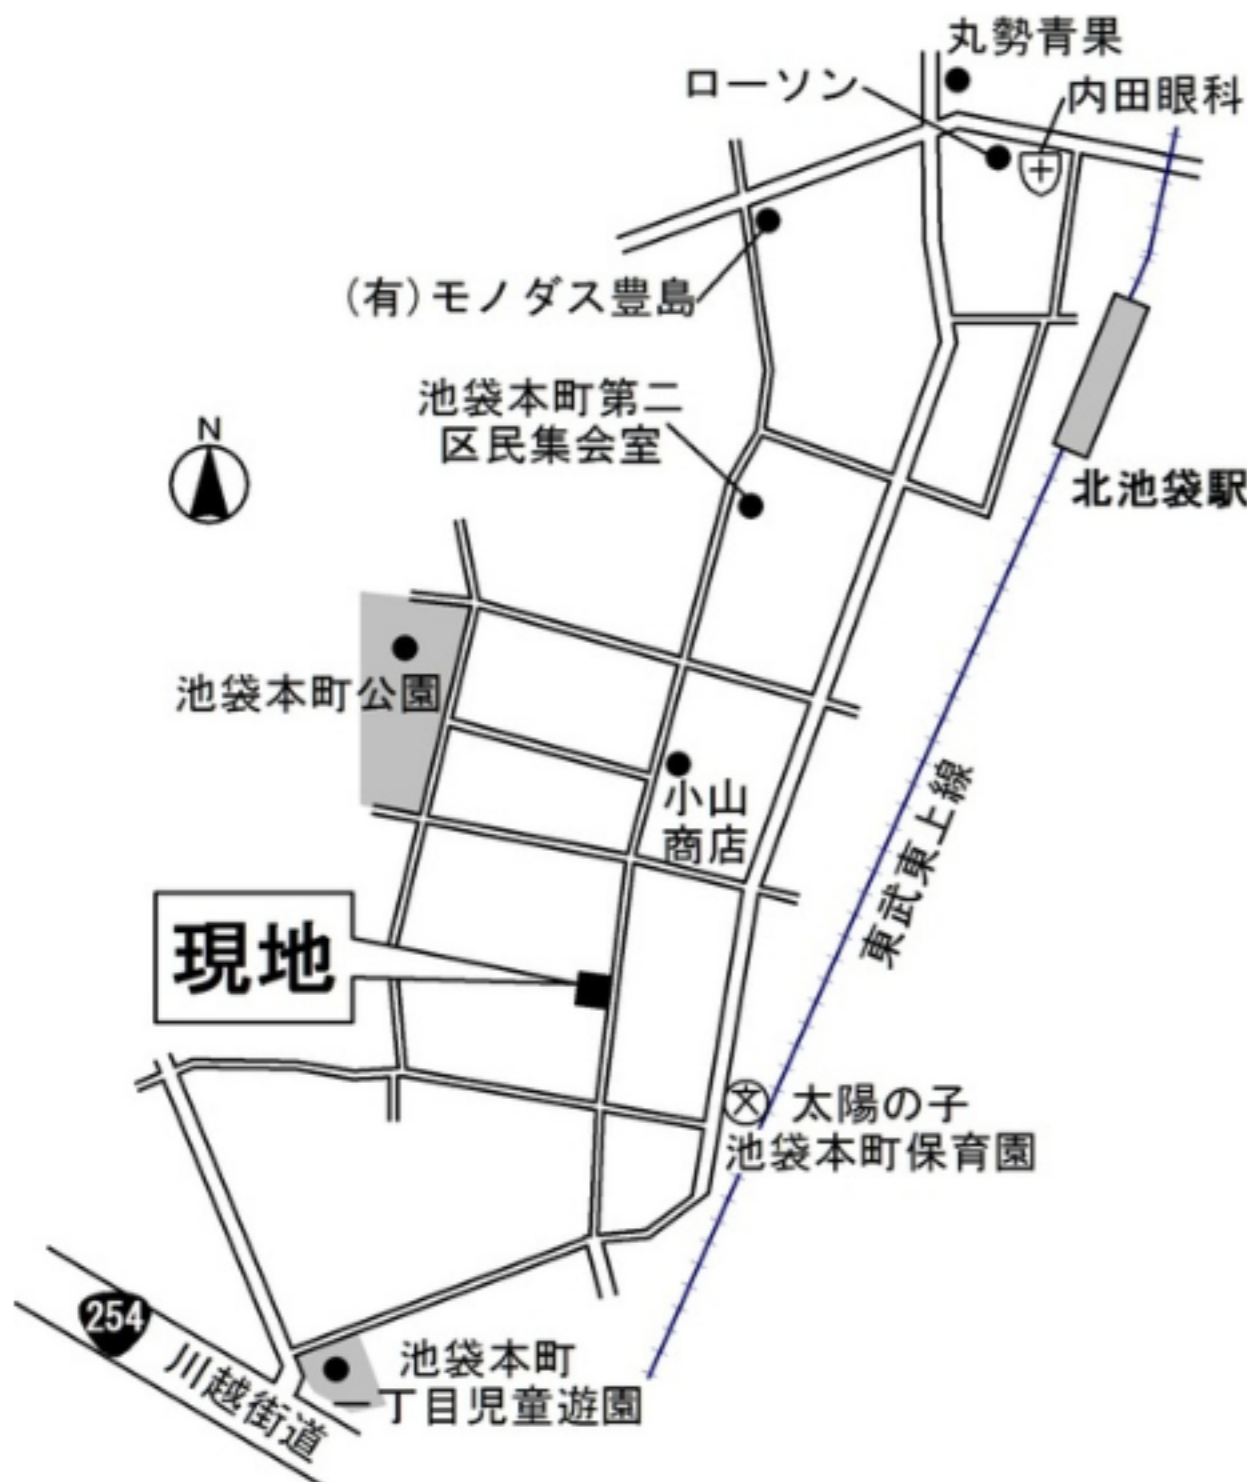 丸勢青果
ローソン
内田眼科
(有)モノダス豊島
池袋本町第二
区民集会室
N
北池袋駅
池袋本町公園
小山
商店
東武東上線
現地
文
太陽の子
池袋本町保育園
254
川越街道
池袋本町
一丁目児童遊園